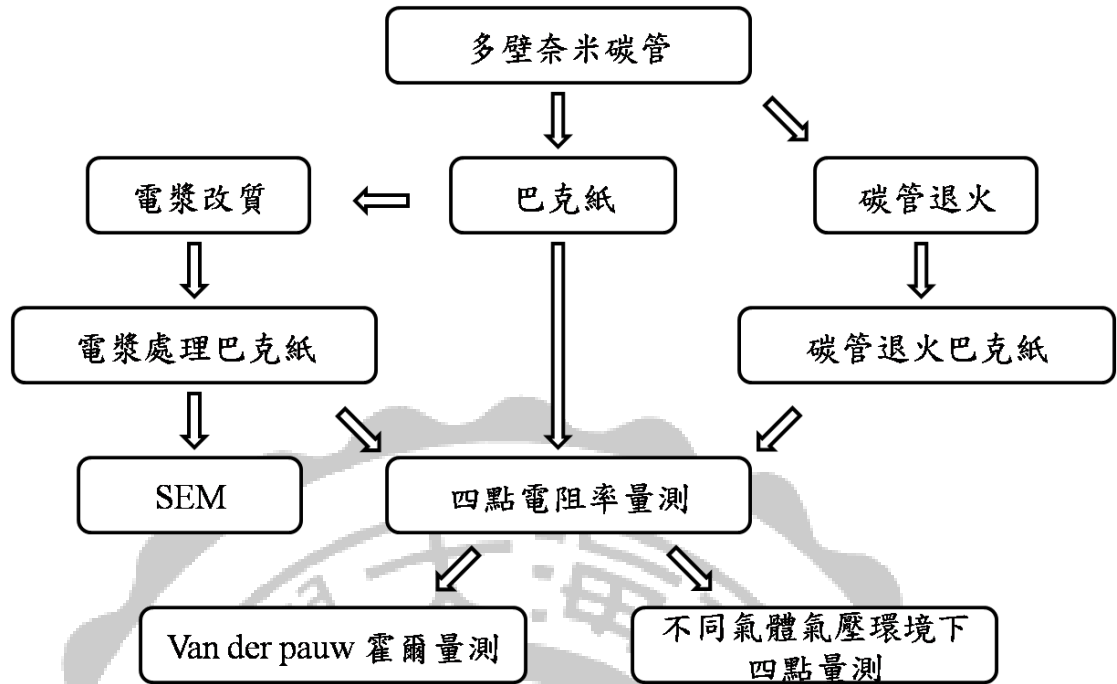 多壁奈米碳管
電漿改質
巴克紙
碳管退火
電漿處理巴克紙
碳管退火巴克紙
SEM
四點電阻率量測
Van der pauw 霍爾量測
不同氣體氣壓環境下
四點量測